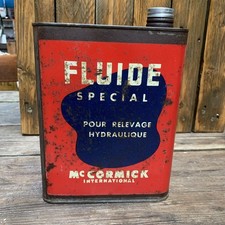 FLUIDE
SPECIAL
POUR RELEVAGE
HYDRAULIQUE
McCORMICK
INTERNATIONAL